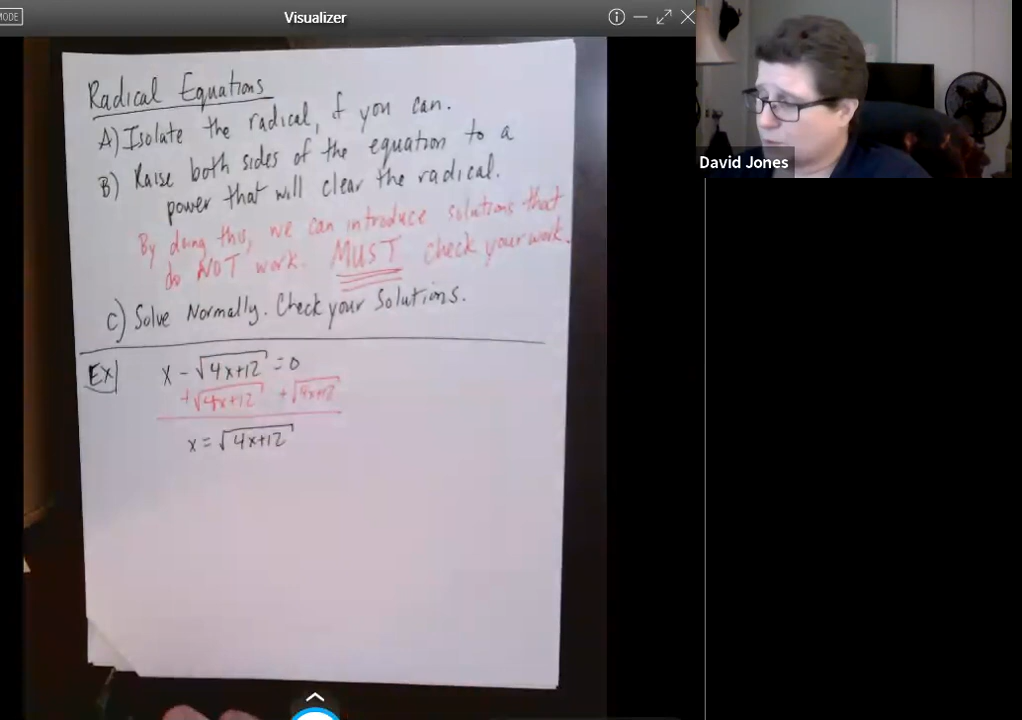 MODE
Visualizer
David Jones
Radical Equations
A) Isolate the radical, if you can.
B) Raise both sides of the equation to a
power that will clear the radical.
By doing this, we can introduce solutions that
do NOT work. MUST check your work.
C) Solve Normally. Check your Solutions.
Ex x - √4x+12 = 0
+√4x+12 +√4x+12
x = √4x+12